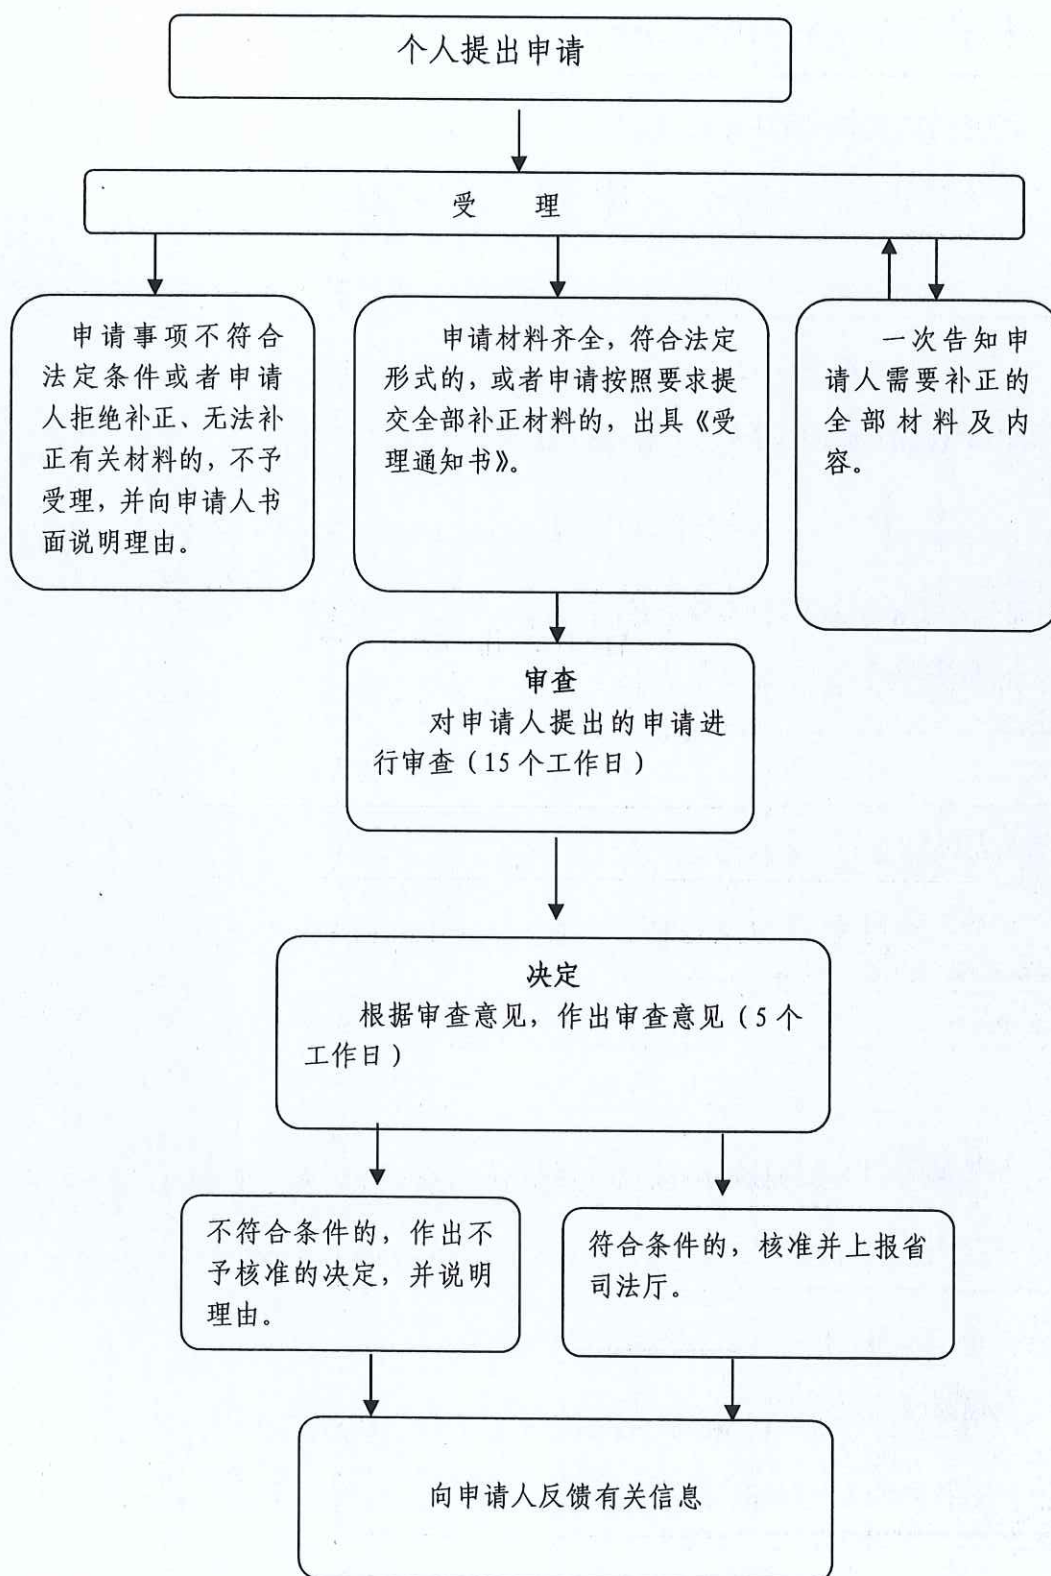 个人提出申请
受 理
申请事项不符合
法定条件或者申请
人拒绝补正、无法补
正有关材料的，不予
受理，并向申请人书
面说明理由。
申请材料齐全，符合法定
形式的，或者申请按照要求提
交全部补正材料的，出具《受
理通知书》。
一次告知申
请人需要补正的
全部材料及内
容。
审查
对申请人提出的申请进
行审查（15个工作日）
决定
根据审查意见，作出审查意见（5个
工作日）
不符合条件的，作出不
予核准的决定，并说明
理由。
符合条件的，核准并上报省
司法厅。
向申请人反馈有关信息